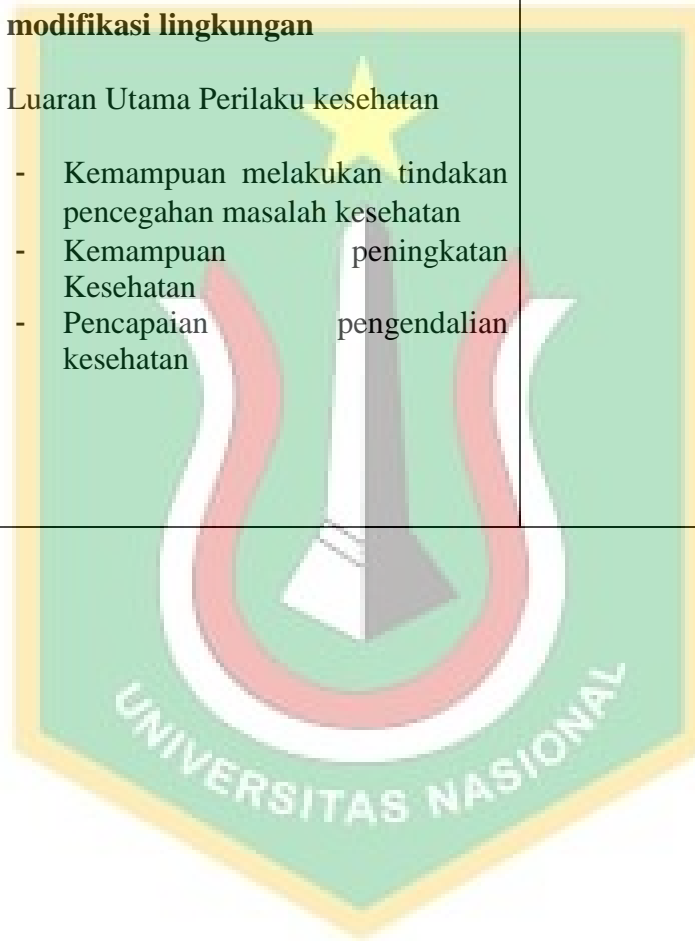 modifikasi lingkungan
Luaran Utama Perilaku kesehatan
- Kemampuan melakukan tindakan
pencegahan masalah kesehatan
- Kemampuan peningkatan
Kesehatan
- Pencapaian pengendalian
kesehatan
UNIVERSITAS NASIONAL